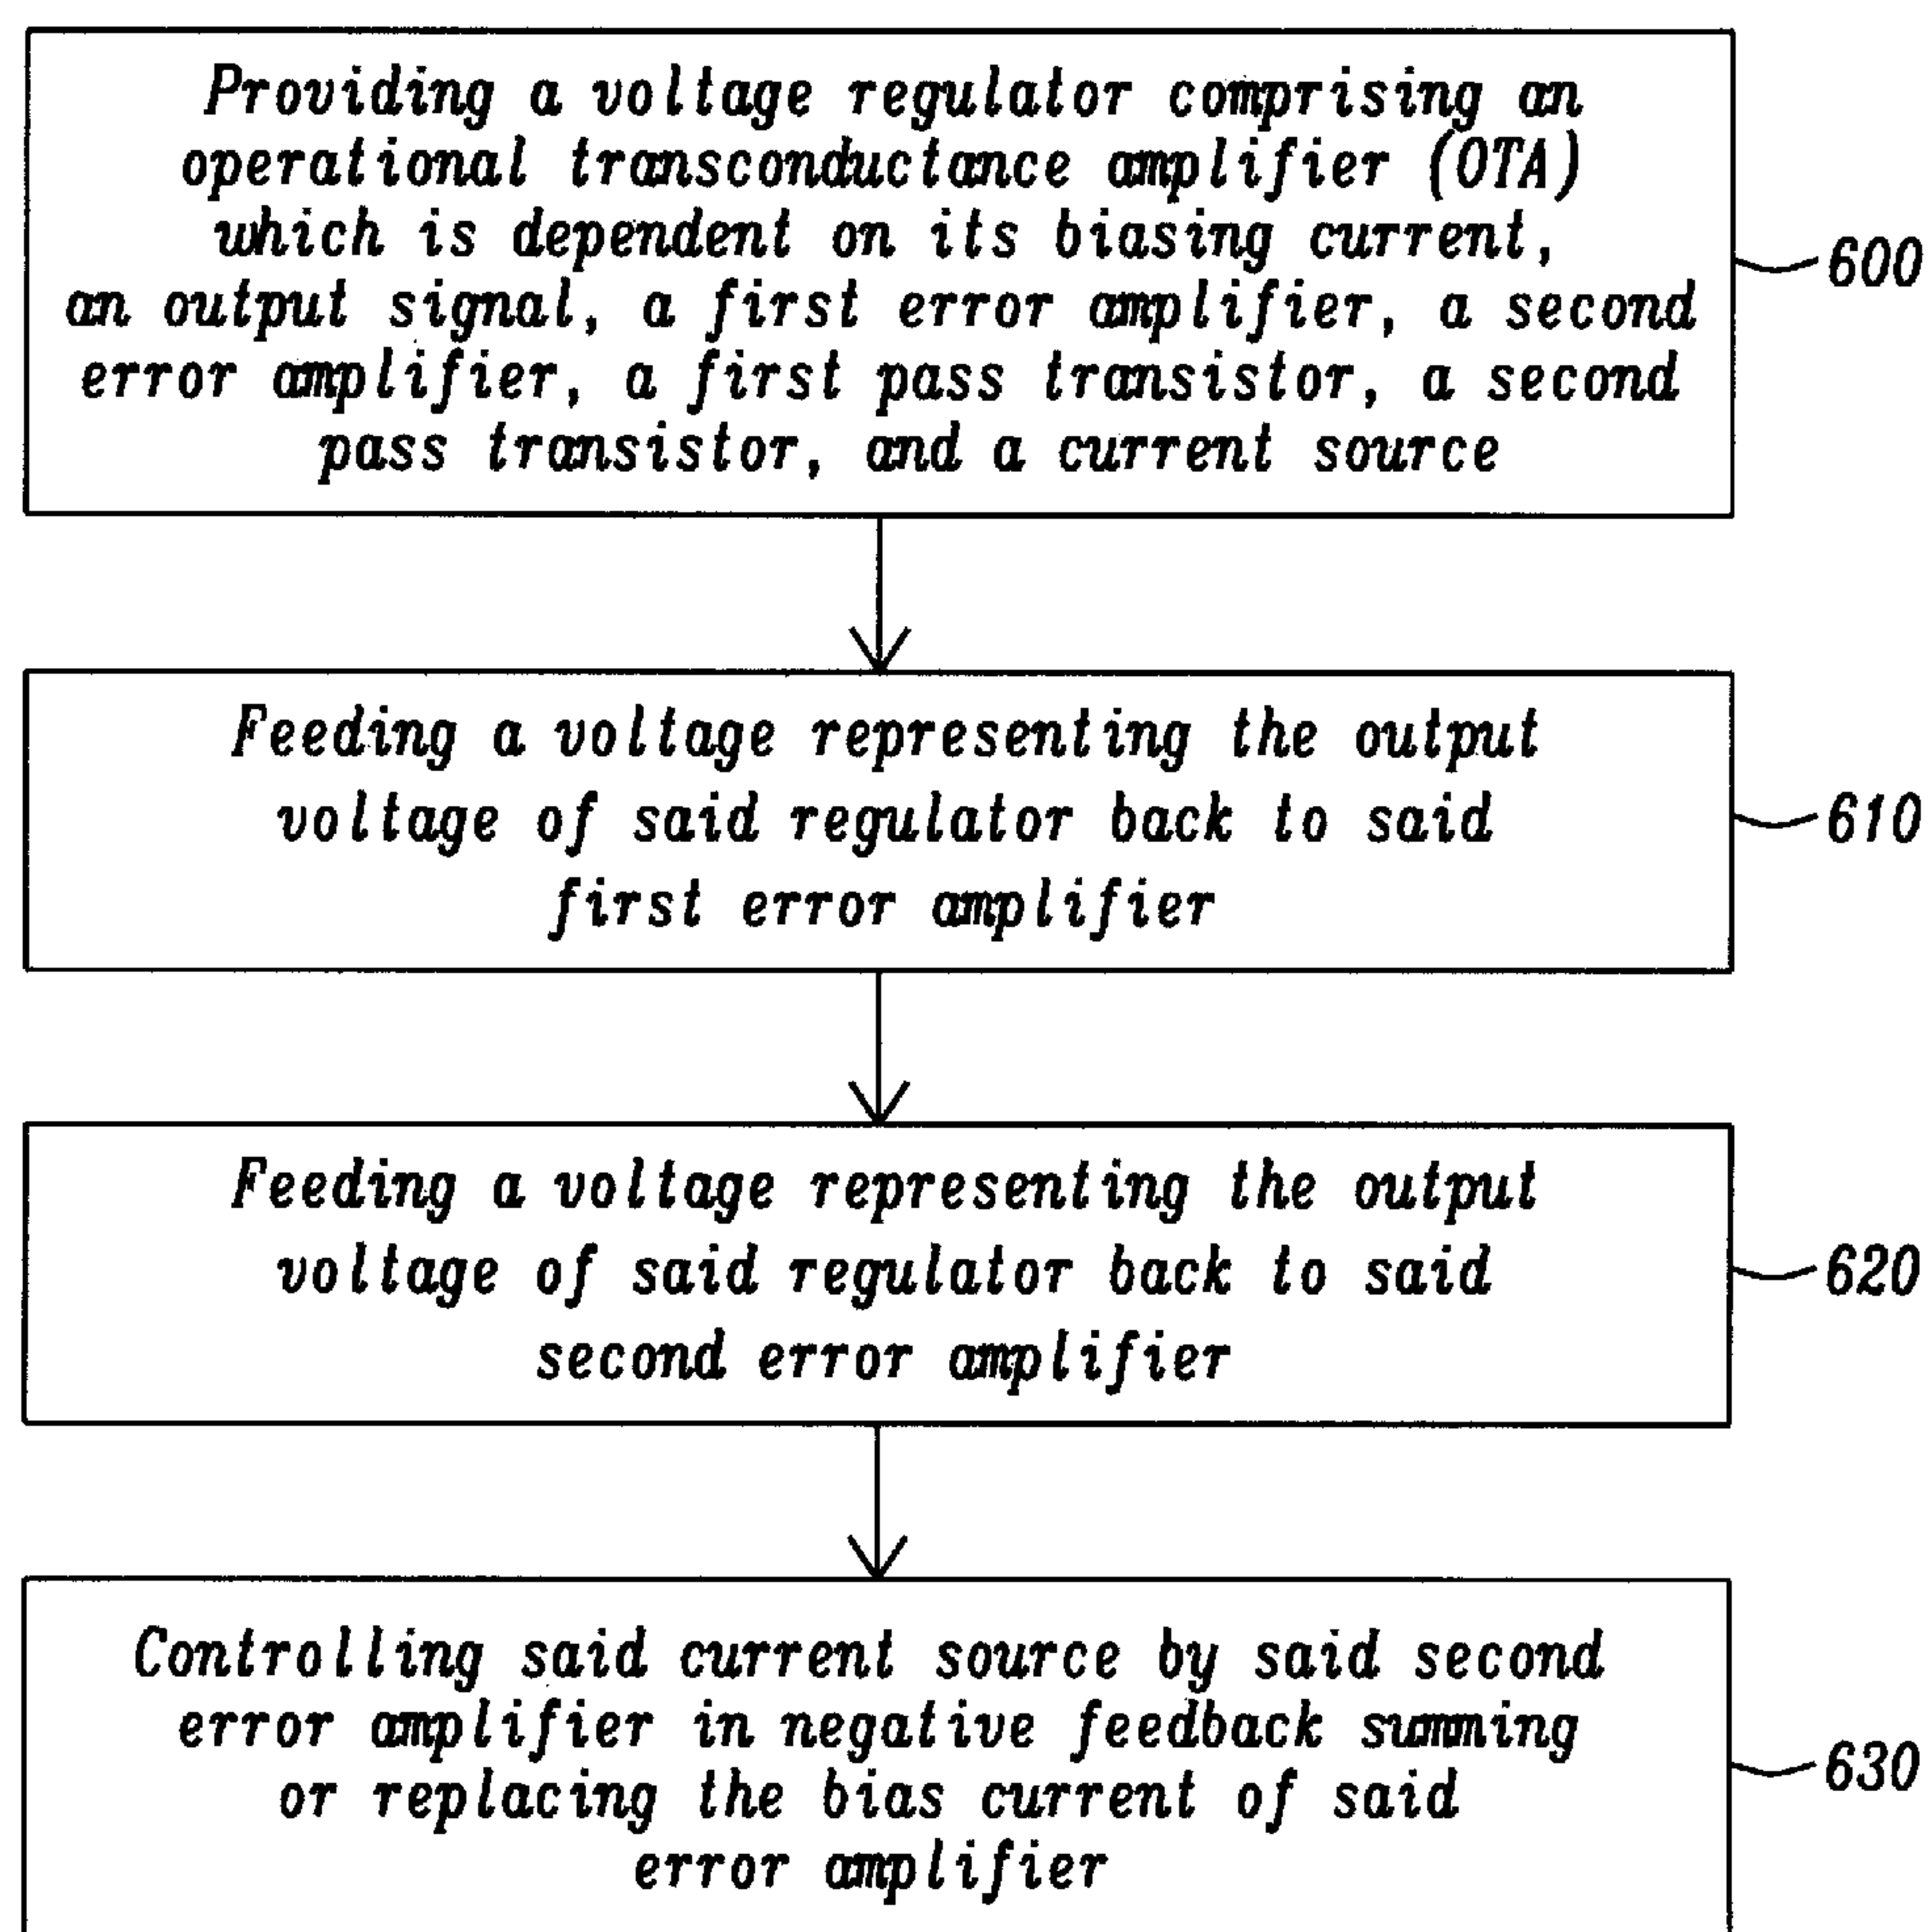 Providing a voltage regulator comprising an
operational transconductance amplifier (OTA)
which is dependent on its biasing current,
an output signal, a first error amplifier, a second
error amplifier, a first pass transistor, a second
pass transistor, and a current source
600
Feeding a voltage representing the output
voltage of said regulator back to said
first error amplifier
610
Feeding a voltage representing the output
voltage of said regulator back to said
second error amplifier
620
Controlling said current source by said second
error amplifier in negative feedback summing
or replacing the bias current of said
error amplifier
630